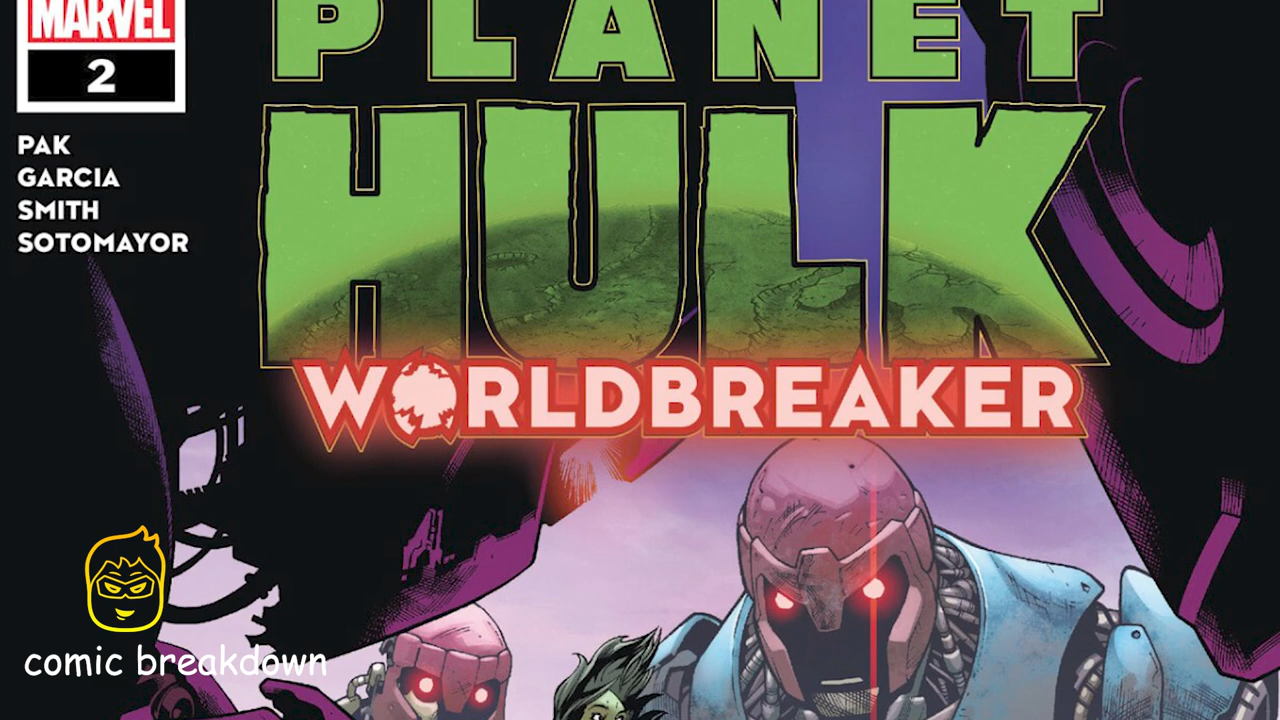 MARVEL
2
PAK
GARCIA
SMITH
SOTOMAYOR
PLANET
HULK
WORLDBREAKER
comic breakdown